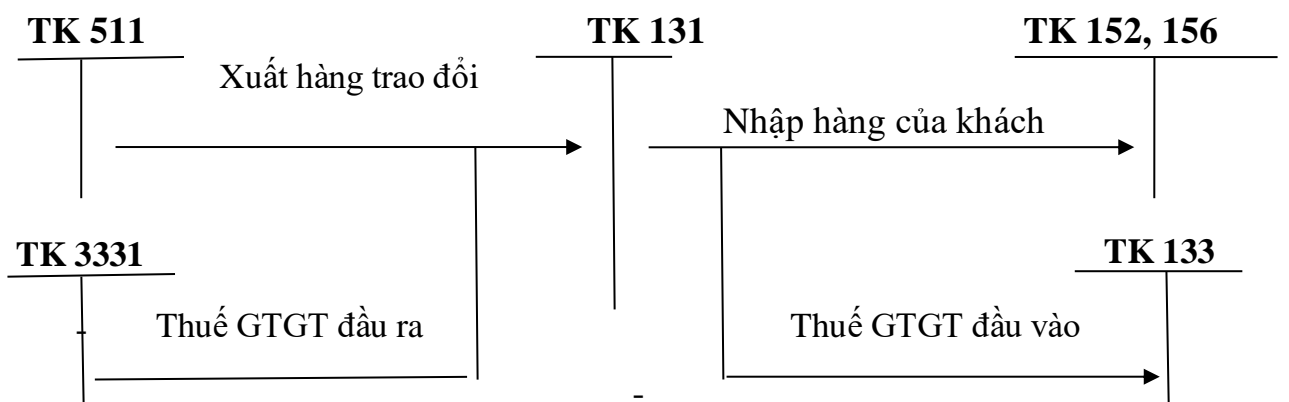 TK 511
TK 131
TK 152, 156
Xuất hàng trao đổi
Nhập hàng của khách
TK 3331
TK 133
Thuế GTGT đầu ra
Thuế GTGT đầu vào